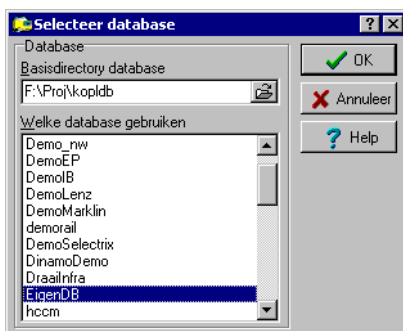 Selecteer database
Database
Basisdirectory database
F:\Proj\kopldb
Welke database gebruiken
Demo_nw
DemoEP
DemoIB
DemoLenz
DemoMarklin
demorail
DemoSelectrix
DinamoDemo
DraaiInfra
EigenDB
hccm
OK
Annuleer
Help